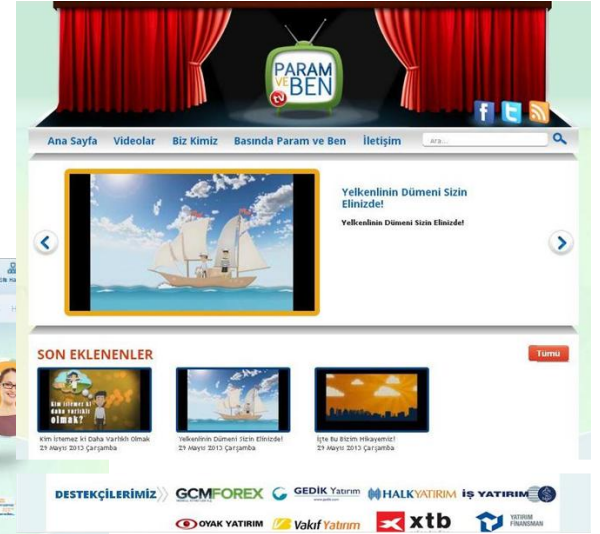 PARAM
VE
BEN
tv
Ana Sayfa Videolar Biz Kimiz Basında Param ve Ben İletişim Ara...
Yelkenlinin Dümeni Sizin
Elinizde!
Yelkenlinin Dümeni Sizin Elinizde!
SON EKLENENLER
Tümü
Kim istemez ki
daha varlıklı
olmak?
Kim İstemez ki Daha Varlıklı Olmak
29 Mayıs 2013 Çarşamba
Yelkenlinin Dümeni Sizin Elinizde!
29 Mayıs 2013 Çarşamba
İşte Bu Bizim Hikayemiz!
29 Mayıs 2013 Çarşamba
DESTEKÇİLERİMİZ
GCMFOREX
GEDİK Yatırım
HALKYATIRIM
İŞ YATIRIM
OYAK YATIRIM
Vakıf Yatırım
xtb
YATIRIM
FİNANSMAN